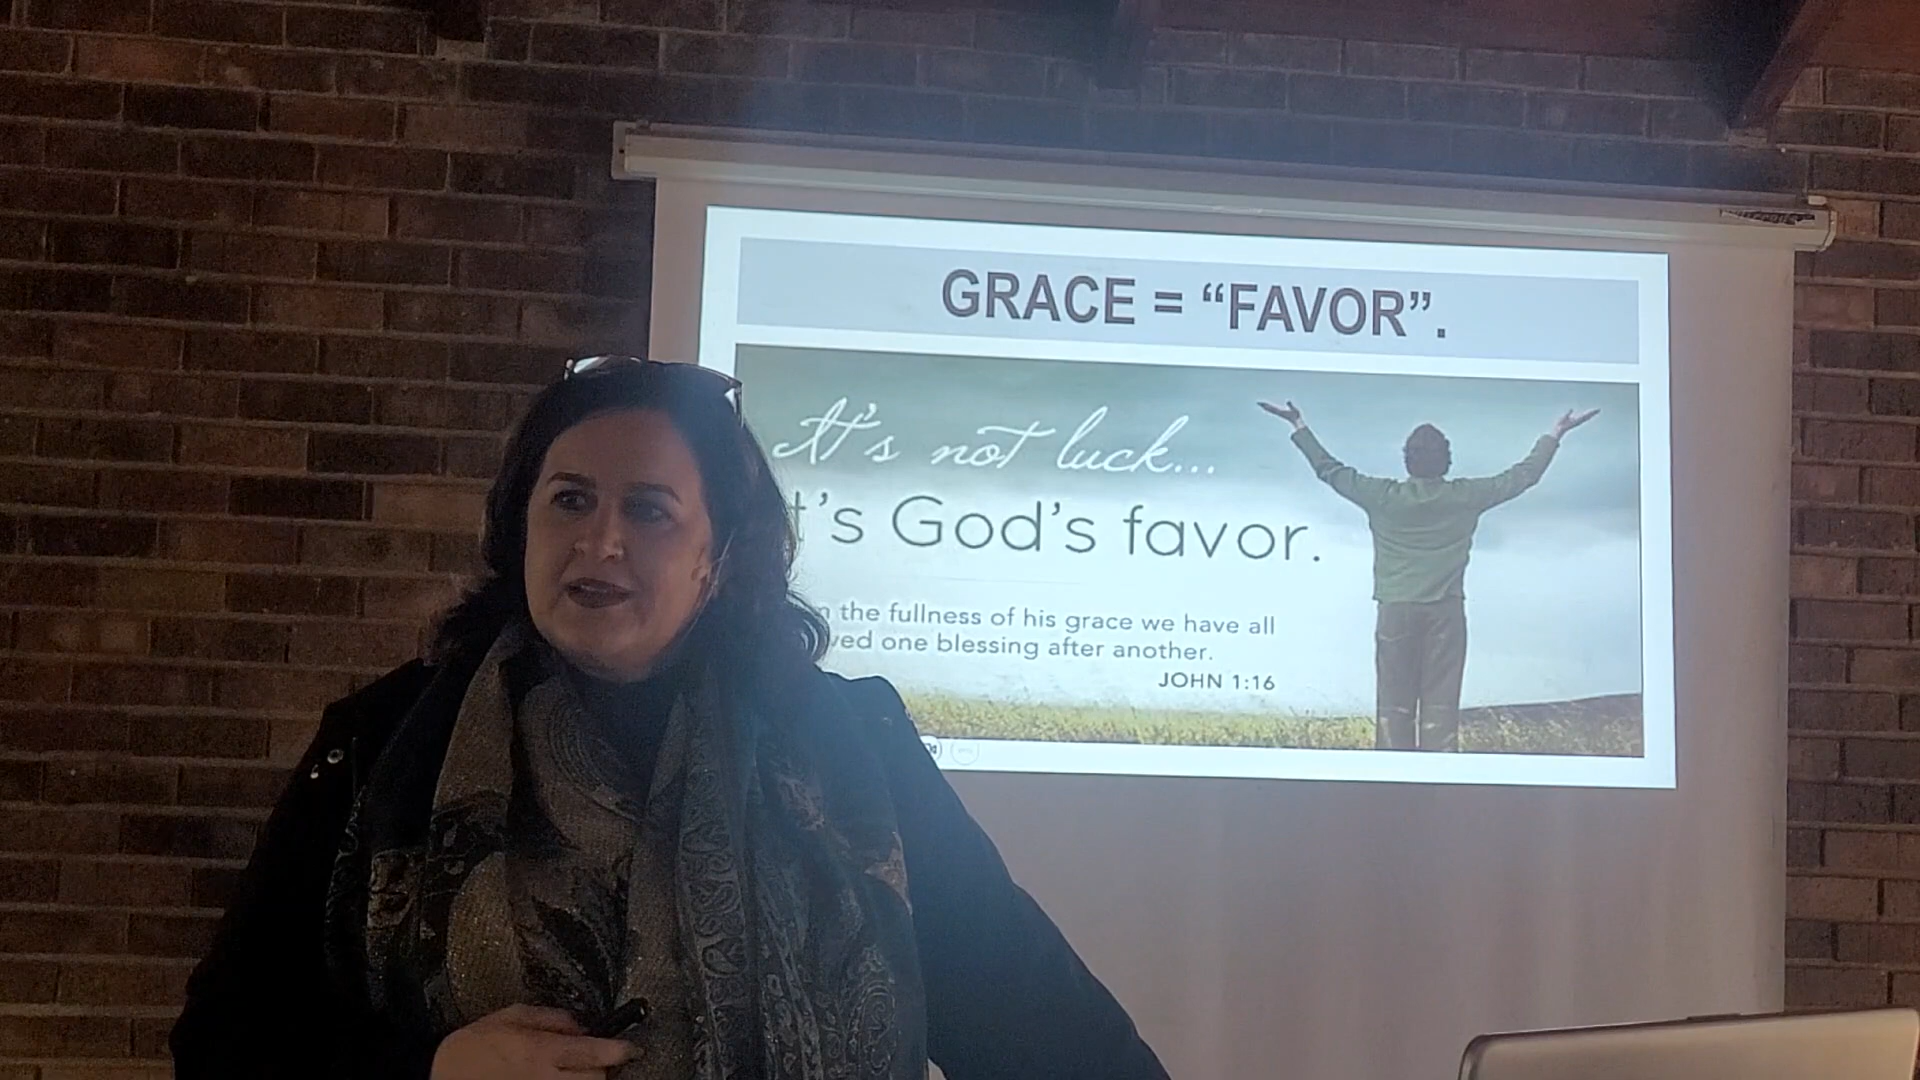 GRACE = “FAVOR”.
It's not luck...
t's God's favor.
the fullness of his grace we have all
ved one blessing after another.
JOHN 1:16